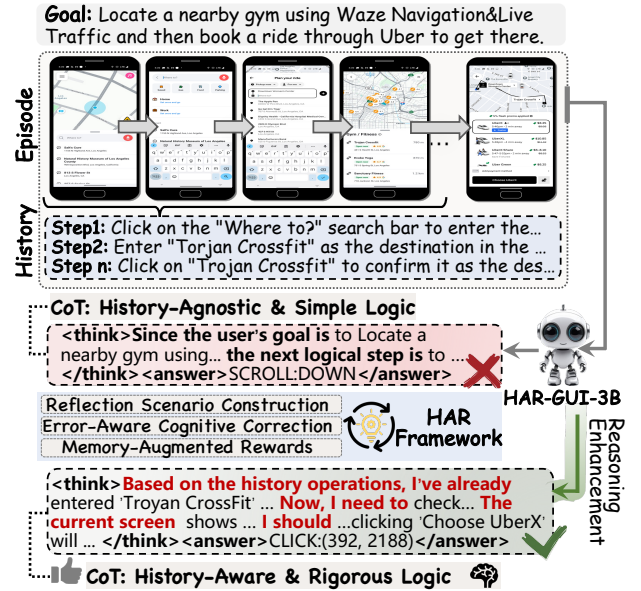 Goal: Locate a nearby gym using Waze Navigation&Live
Traffic and then book a ride through Uber to get there.
Episode
Plan your ride
Gym / Fitness
...
History
Step1: Click on the "Where to?" search bar to enter the...
Step2: Enter "Torjan Crossfit" as the destination in the ...
Step n: Click on "Trojan Crossfit" to confirm it as the des...
CoT: History-Agnostic & Simple Logic
<think>Since the user's goal is to Locate a
nearby gym using... the next logical step is to ...
</think><answer>SCROLL:DOWN</answer>
HAR-GUI-3B
Reflection Scenario Construction
Error-Aware Cognitive Correction
Memory-Augmented Rewards
HAR
Framework
Reasoning
Enhancement
<think>Based on the history operations, I've already
entered 'Troyan CrossFit' ... Now, I need to check... The
current screen shows ... I should ...clicking 'Choose UberX'
will ... </think><answer>CLICK:(392, 2188)</answer>
CoT: History-Aware & Rigorous Logic